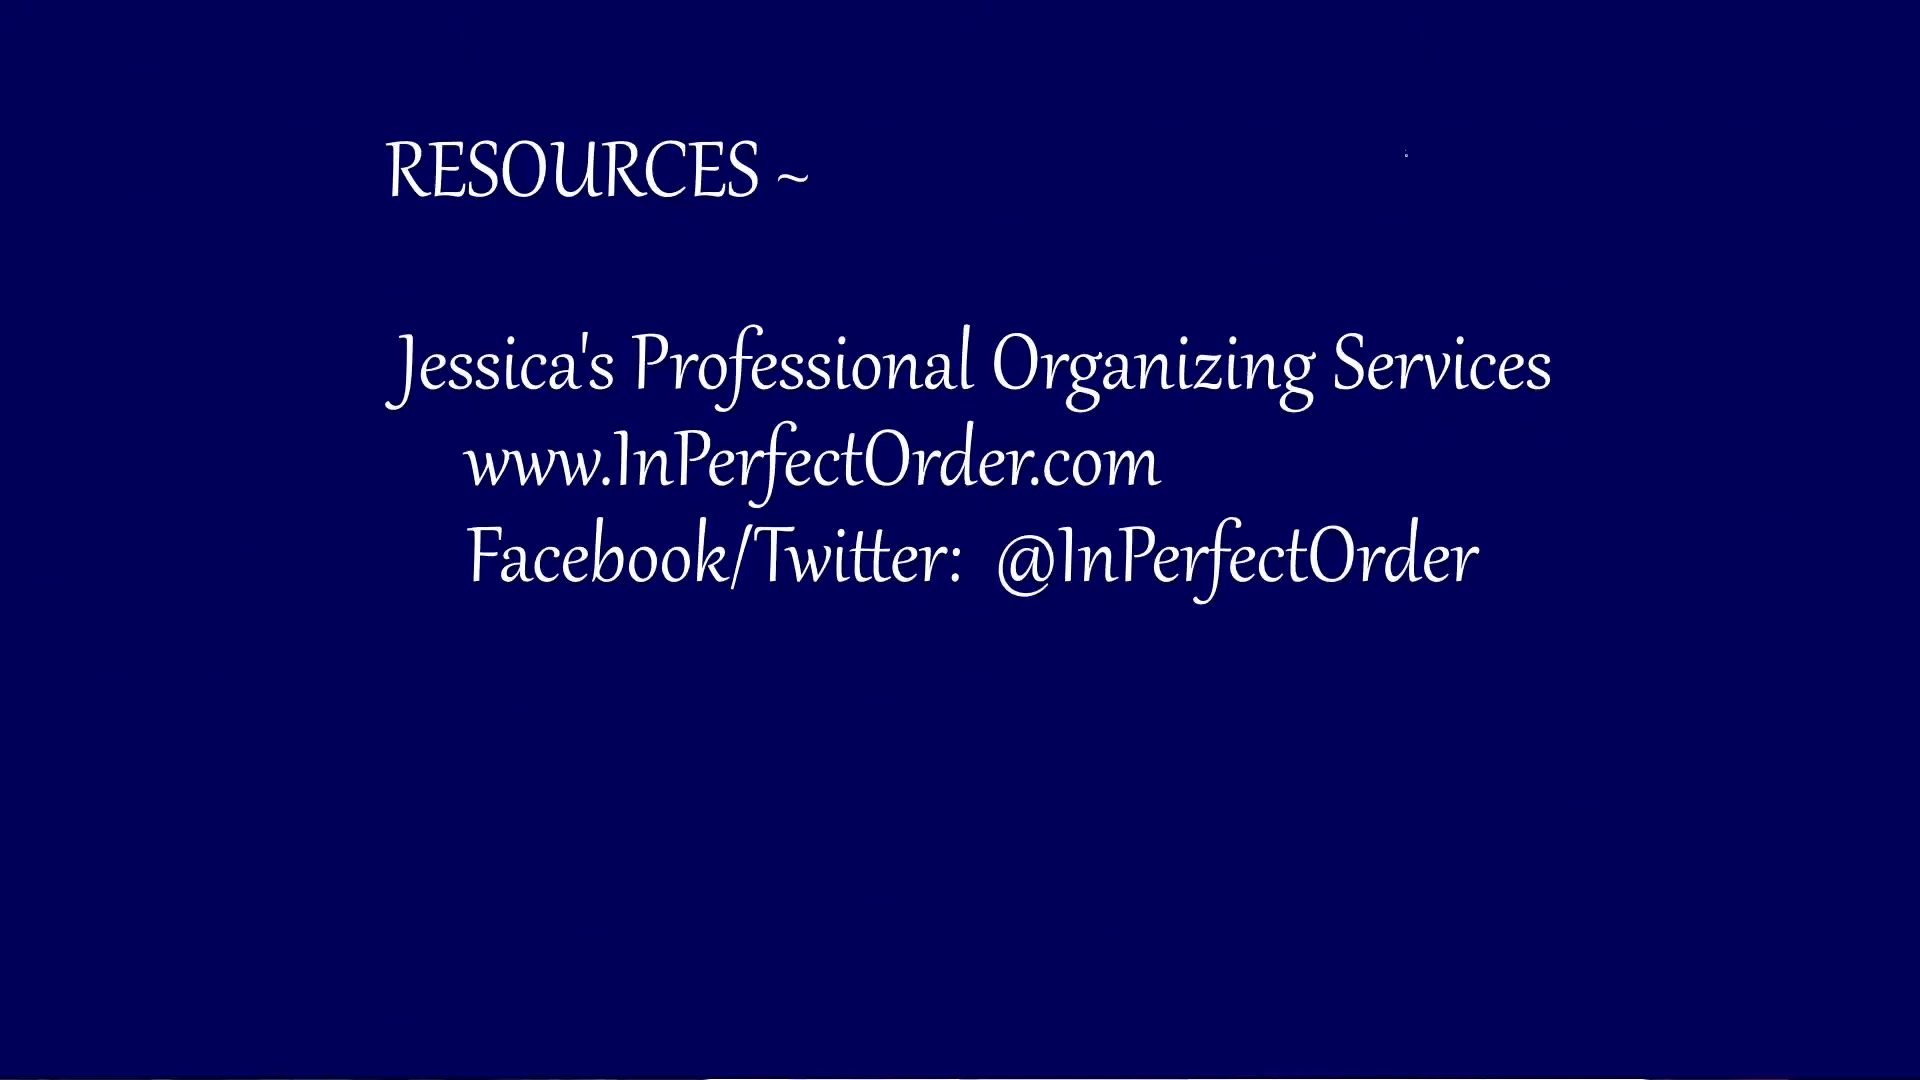 RESOURCES ~
Jessica's Professional Organizing Services
www.InPerfectOrder.com
Facebook/Twitter: @InPerfectOrder